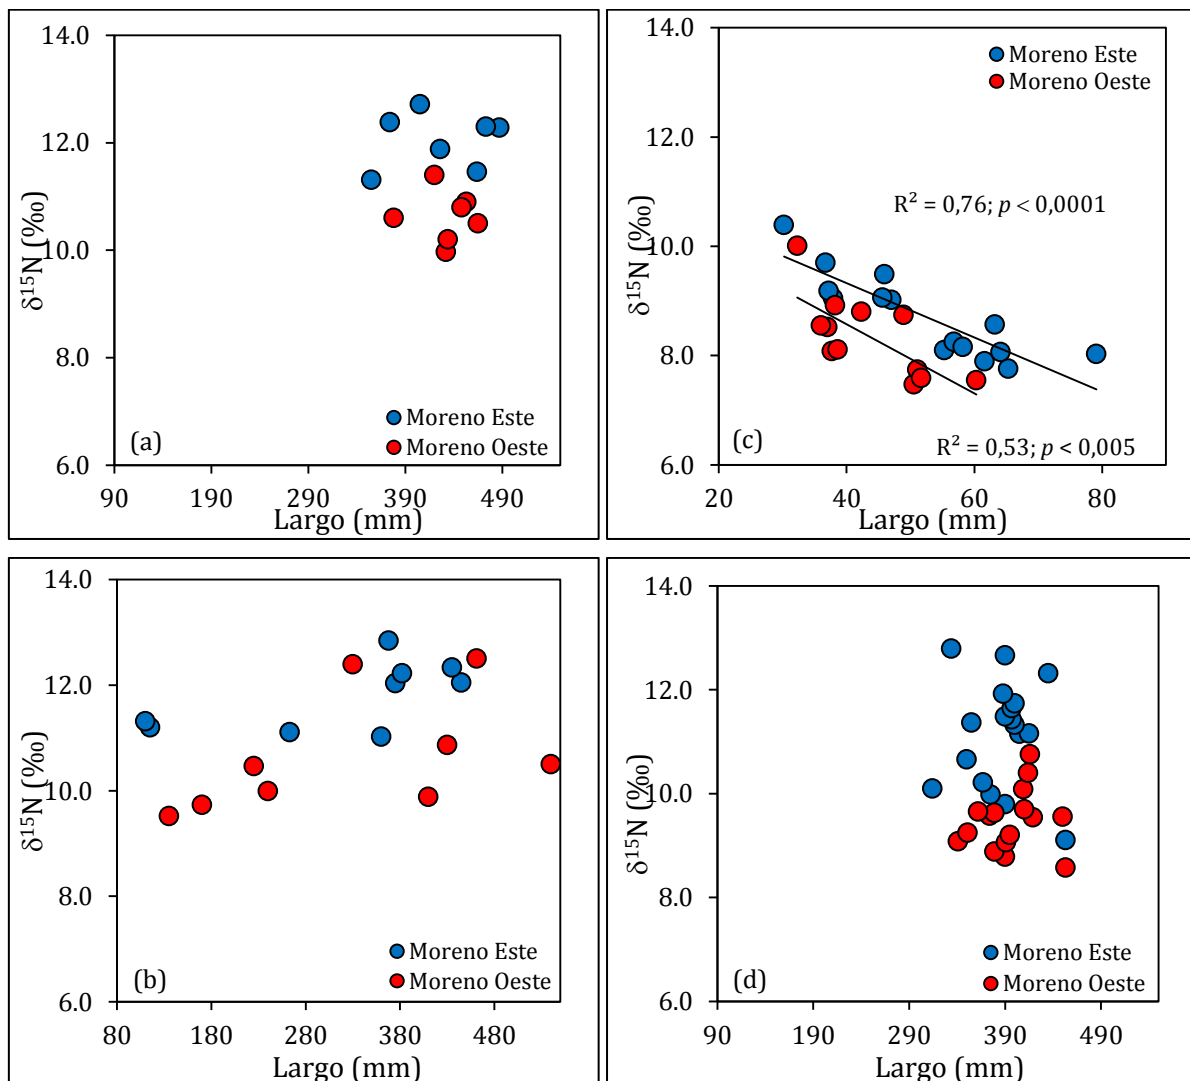 14.0
12.0
10.0
8.0
6.0
δ¹⁵N (‰)
Moreno Este
Moreno Oeste
(a)
90 190 290 390 490
Largo (mm)
14.0
12.0
10.0
8.0
6.0
δ¹⁵N (‰)
Moreno Este
Moreno Oeste
R² = 0,76; p < 0,0001
R² = 0,53; p < 0,005
(c)
20 40 60 80
Largo (mm)
14.0
12.0
10.0
8.0
6.0
δ¹⁵N (‰)
Moreno Este
Moreno Oeste
(b)
80 180 280 380 480
Largo (mm)
14.0
12.0
10.0
8.0
6.0
δ¹⁵N (‰)
Moreno Este
Moreno Oeste
(d)
90 190 290 390 490
Largo (mm)